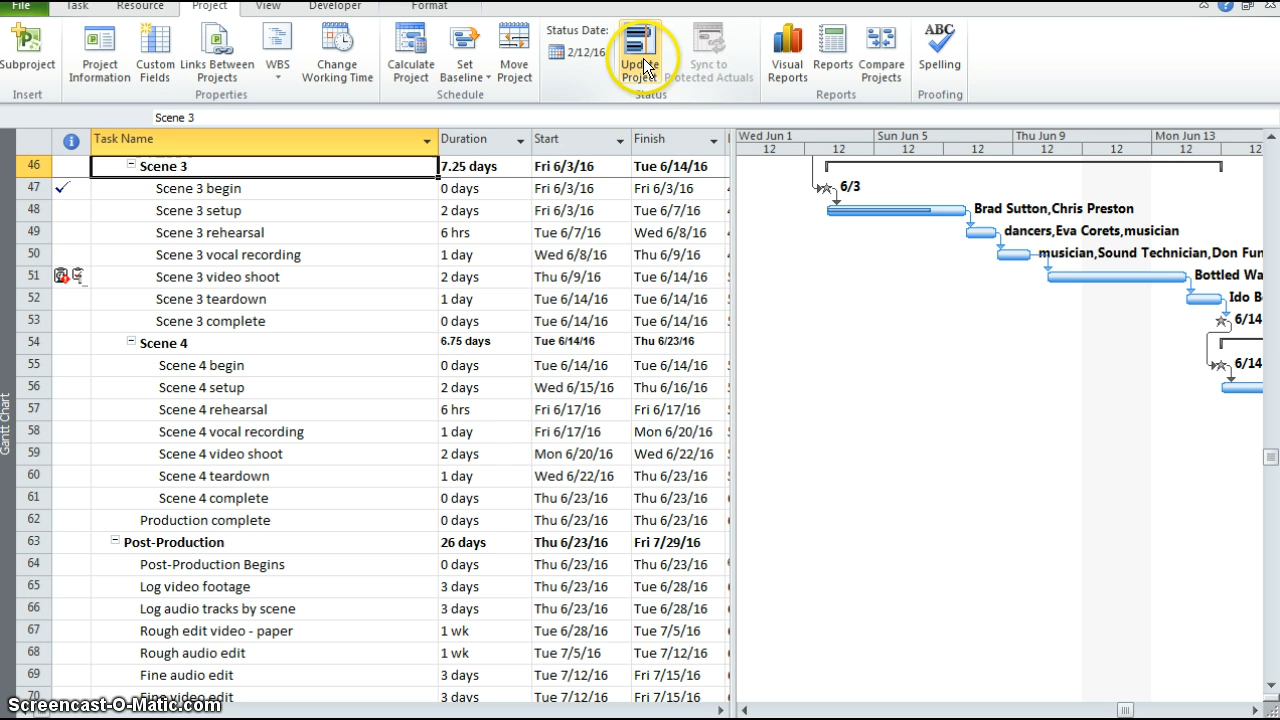 File Task Resource Project View Developer Format
Subproject
Project Information
Custom Fields
Links Between Projects
WBS
Change Working Time
Calculate Project
Set Baseline
Move Project
Status Date:
2/12/16
Update Project
Sync to Protected Actuals
Visual Reports
Reports
Compare Projects
ABC
Spelling
Insert Properties Schedule Status Reports Proofing
Scene 3
Task Name Duration Start Finish Wed Jun 1 Sun Jun 5 Thu Jun 9 Mon Jun 13
12 12 12 12 12 12 12
46 Scene 3 7.25 days Fri 6/3/16 Tue 6/14/16
47 Scene 3 begin 0 days Fri 6/3/16 Fri 6/3/16 6/3
48 Scene 3 setup 2 days Fri 6/3/16 Tue 6/7/16 Brad Sutton,Chris Preston
49 Scene 3 rehearsal 6 hrs Tue 6/7/16 Wed 6/8/16 dancers,Eva Corets,musician
50 Scene 3 vocal recording 1 day Wed 6/8/16 Thu 6/9/16 musician,Sound Technician,Don Fun
51 Scene 3 video shoot 2 days Thu 6/9/16 Tue 6/14/16 Bottled Wa
52 Scene 3 teardown 1 day Tue 6/14/16 Tue 6/14/16 Ido B
53 Scene 3 complete 0 days Tue 6/14/16 Tue 6/14/16 6/14
54 Scene 4 6.75 days Tue 6/14/16 Thu 6/23/16
55 Scene 4 begin 0 days Tue 6/14/16 Tue 6/14/16 6/14
56 Scene 4 setup 2 days Wed 6/15/16 Thu 6/16/16
57 Scene 4 rehearsal 6 hrs Fri 6/17/16 Fri 6/17/16
58 Scene 4 vocal recording 1 day Fri 6/17/16 Mon 6/20/16
59 Scene 4 video shoot 2 days Mon 6/20/16 Wed 6/22/16
60 Scene 4 teardown 1 day Wed 6/22/16 Thu 6/23/16
61 Scene 4 complete 0 days Thu 6/23/16 Thu 6/23/16
62 Production complete 0 days Thu 6/23/16 Thu 6/23/16
63 Post-Production 26 days Thu 6/23/16 Fri 7/29/16
64 Post-Production Begins 0 days Thu 6/23/16 Thu 6/23/16
65 Log video footage 3 days Thu 6/23/16 Tue 6/28/16
66 Log audio tracks by scene 3 days Thu 6/23/16 Tue 6/28/16
67 Rough edit video - paper 1 wk Tue 6/28/16 Tue 7/5/16
68 Rough audio edit 1 wk Tue 7/5/16 Tue 7/12/16
69 Fine audio edit 3 days Tue 7/12/16 Fri 7/15/16
70 Fine video edit 3 days Tue 7/12/16 Fri 7/15/16
Gantt Chart
Screencast-O-Matic.com